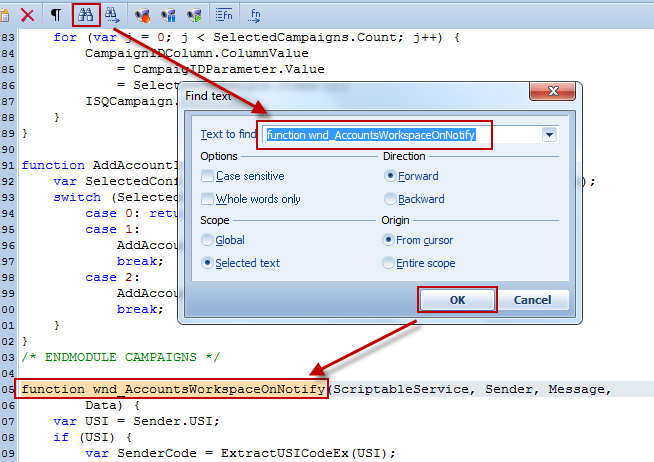 83 for (var j = 0; j < SelectedCampaigns.Count; j++) {
84 CampaignIDColumn.ColumnValue
85 = CampaigIDParameter.Value
86 = Selecte
87 ISQCampaign.
88 }
89 }
90
91 function AddAccountI
92 var SelectedConf );
93 switch (Selected
94 case 0: retu
95 case 1:
96 AddAccou
97 break;
98 case 2:
99 AddAccou
00 break;
01 }
02 }
03 /* ENDMODULE CAMPAIGNS */
04
05 function wnd_AccountsWorkspaceOnNotify(ScriptableService, Sender, Message,
06 Data) {
07 var USI = Sender.USI;
08 if (USI) {
09 var SenderCode = ExtractUSICodeEx(USI);
Find text
Text to find function wnd_AccountsWorkspaceOnNotify
Options Direction
Case sensitive Forward
Whole words only Backward
Scope Origin
Global From cursor
Selected text Entire scope
OK Cancel